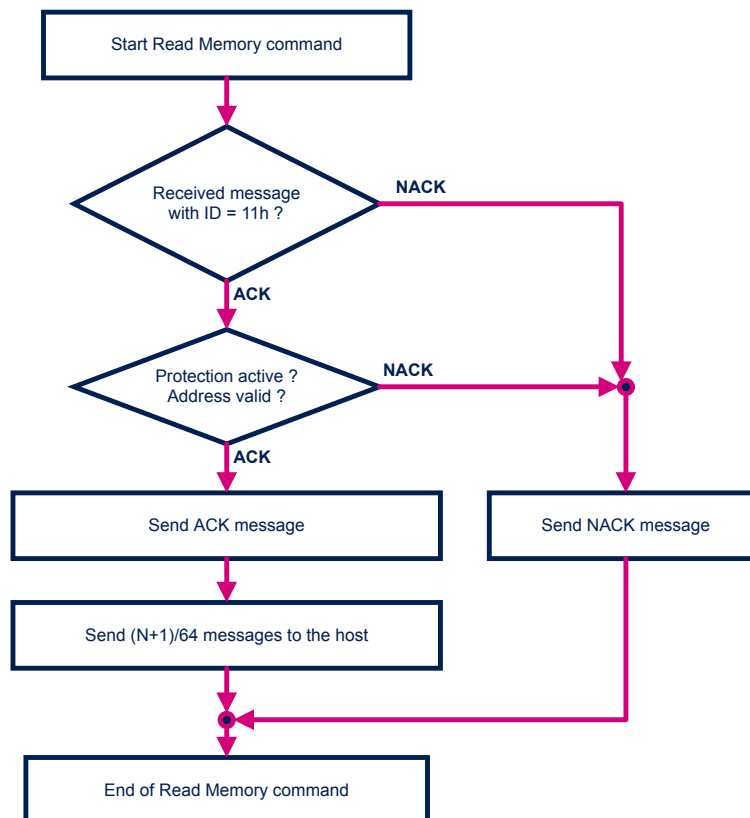 Start Read Memory command
Received message
with ID = 11h ?
NACK
ACK
Protection active ?
Address valid ?
NACK
ACK
Send ACK message
Send NACK message
Send (N+1)/64 messages to the host
End of Read Memory command